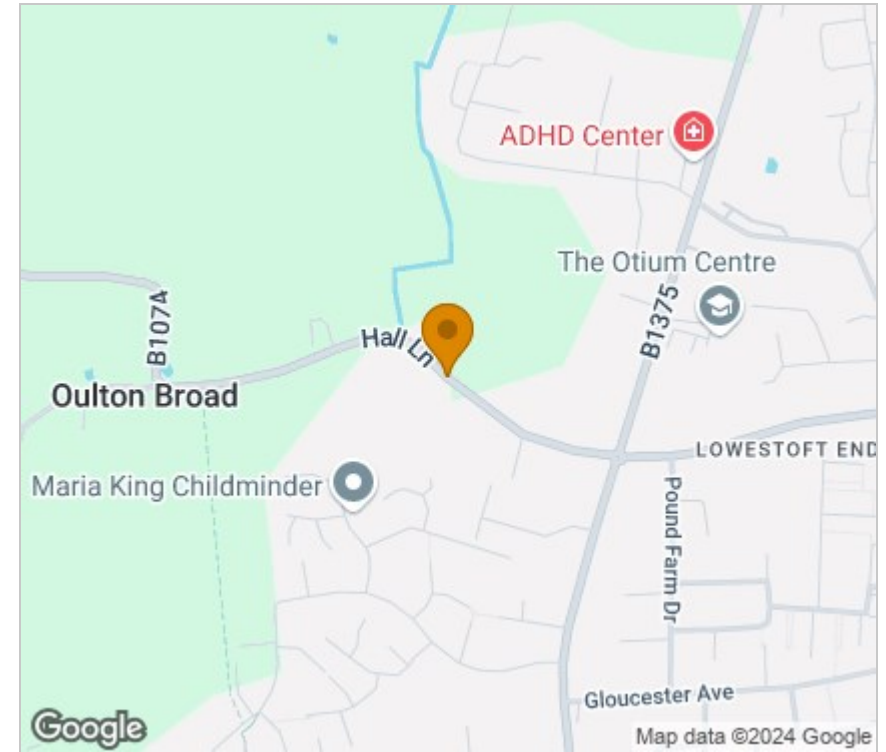 ADHD Center
The Otium Centre
B1375
B1074
Hall Ln
Oulton Broad
LOWESTOFT END
Maria King Childminder
Pound Farm Dr
Gloucester Ave
Google
Map data ©2024 Google